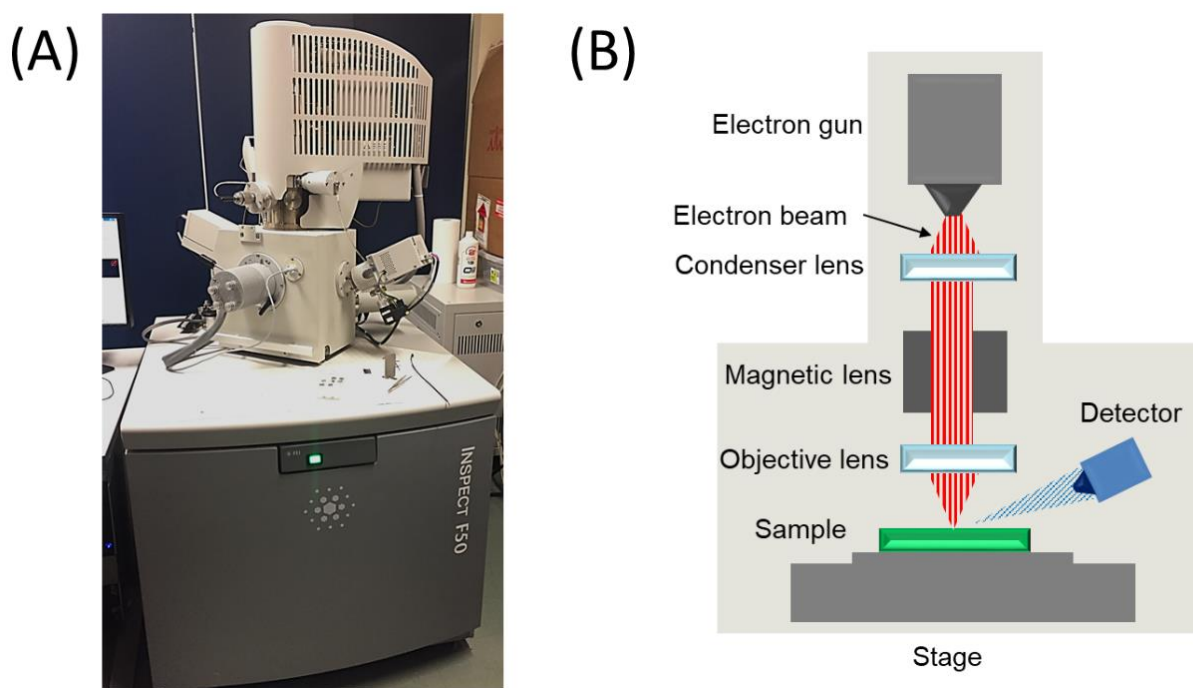 (A)
INSPECT F50
(B)
Electron gun
Electron beam
Condenser lens
Magnetic lens
Detector
Objective lens
Sample
Stage